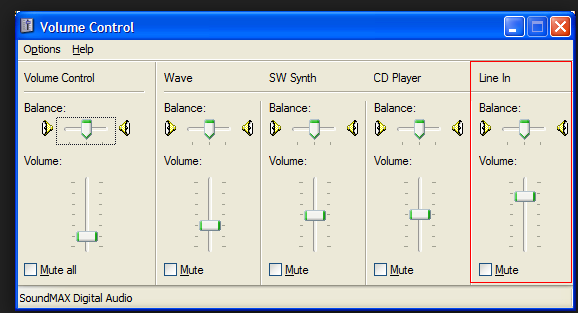 Volume Control
Options Help
Volume Control Wave SW Synth CD Player Line In
Balance: Balance: Balance: Balance: Balance:
Volume: Volume: Volume: Volume: Volume:
Mute all Mute Mute Mute Mute
SoundMAX Digital Audio